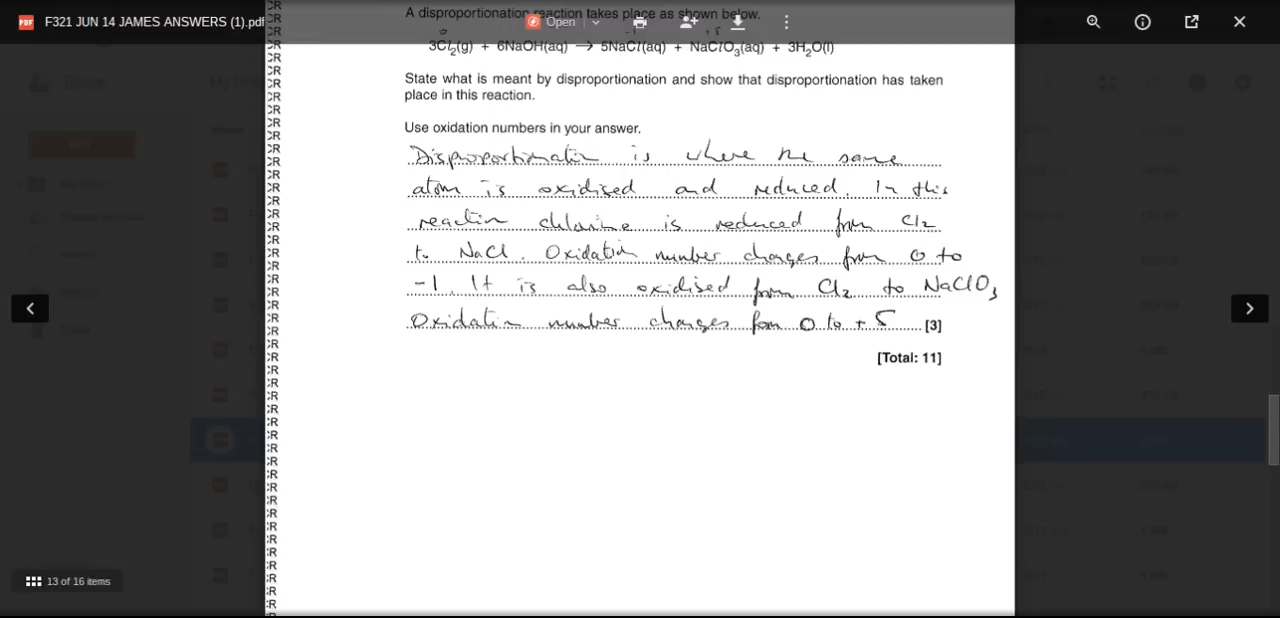 F321 JUN 14 JAMES ANSWERS (1).pdf
Open
A disproportionation reaction takes place as shown below.
0 -1 +5
3Cl₂(g) + 6NaOH(aq) → 5NaCl(aq) + NaClO₃(aq) + 3H₂O(l)
State what is meant by disproportionation and show that disproportionation has taken
place in this reaction.
Use oxidation numbers in your answer.
Disproportionation is where the same
atom is oxidised and reduced. In this
reaction chlorine is reduced from Cl2
to NaCl. Oxidation number changes from 0 to
-1. It is also oxidised from Cl2 to NaClO3
Oxidation number changes from 0 to +5 [3]
[Total: 11]
13 of 16 items